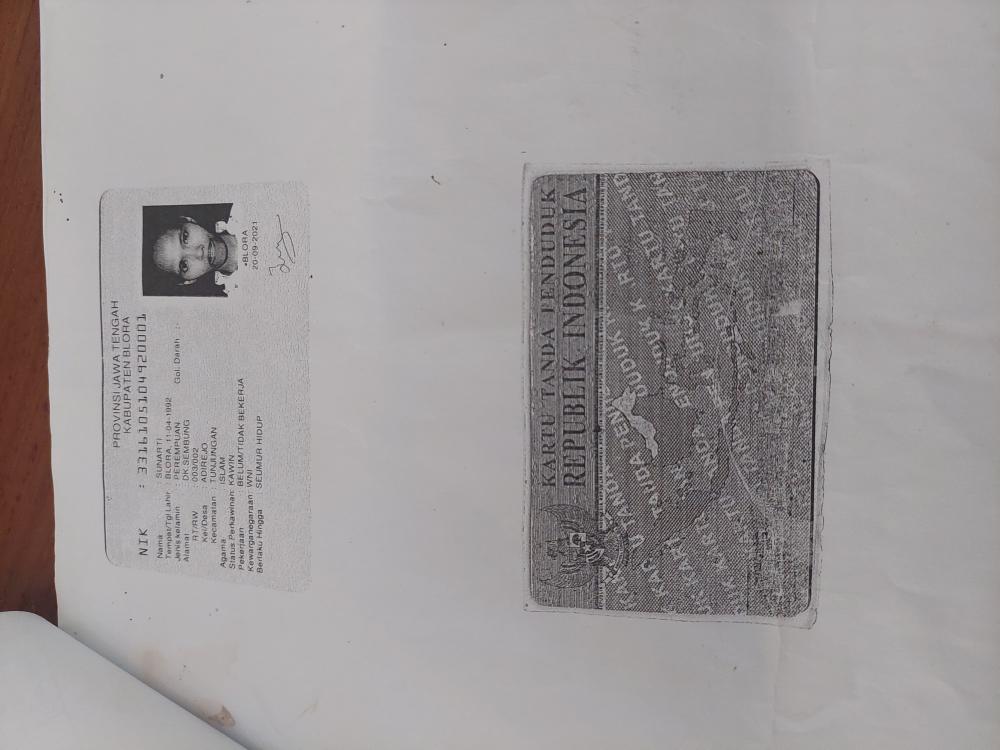 PROVINSI JAWA TENGAH
KABUPATEN BLORA
NIK : 3316105104920001
Nama : SUNARTI
Tempat/Tgl Lahir : BLORA, 11-04-1992
Jenis kelamin : PEREMPUAN Gol. Darah : -
Alamat : DK SEMBUNG
RT/RW : 003/002
Kel/Desa : ADIREJO
Kecamatan : TUNJUNGAN
Agama : ISLAM
Status Perkawinan: KAWIN
Pekerjaan : BELUM/TIDAK BEKERJA
Kewarganegaraan: WNI
Berlaku Hingga : SEUMUR HIDUP
BLORA
20-09-2021
KARTU TANDA PENDUDUK
REPUBLIK INDONESIA